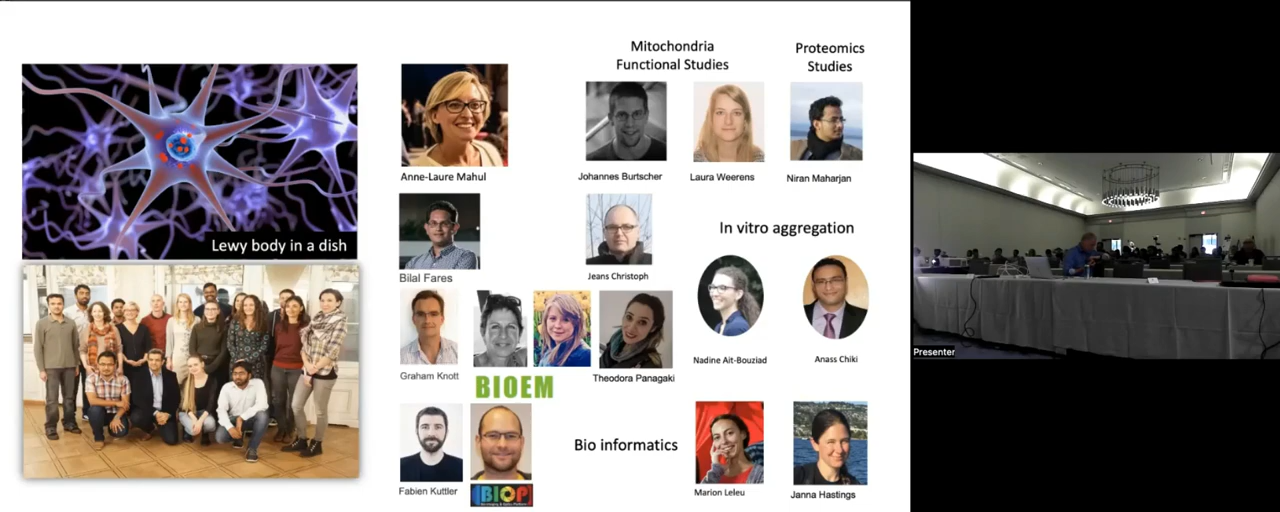 Mitochondria
Functional Studies
Proteomics
Studies
Lewy body in a dish
Anne-Laure Mahul
Johannes Burtscher
Laura Weerens
Niran Maharjan
Bilal Fares
Jeans Christoph
In vitro aggregation
Graham Knott
Theodora Panagaki
Nadine Ait-Bouziad
Anass Chiki
BIOEM
Bio informatics
Fabien Kuttler
BIOP
Marion Leleu
Janna Hastings
Presenter